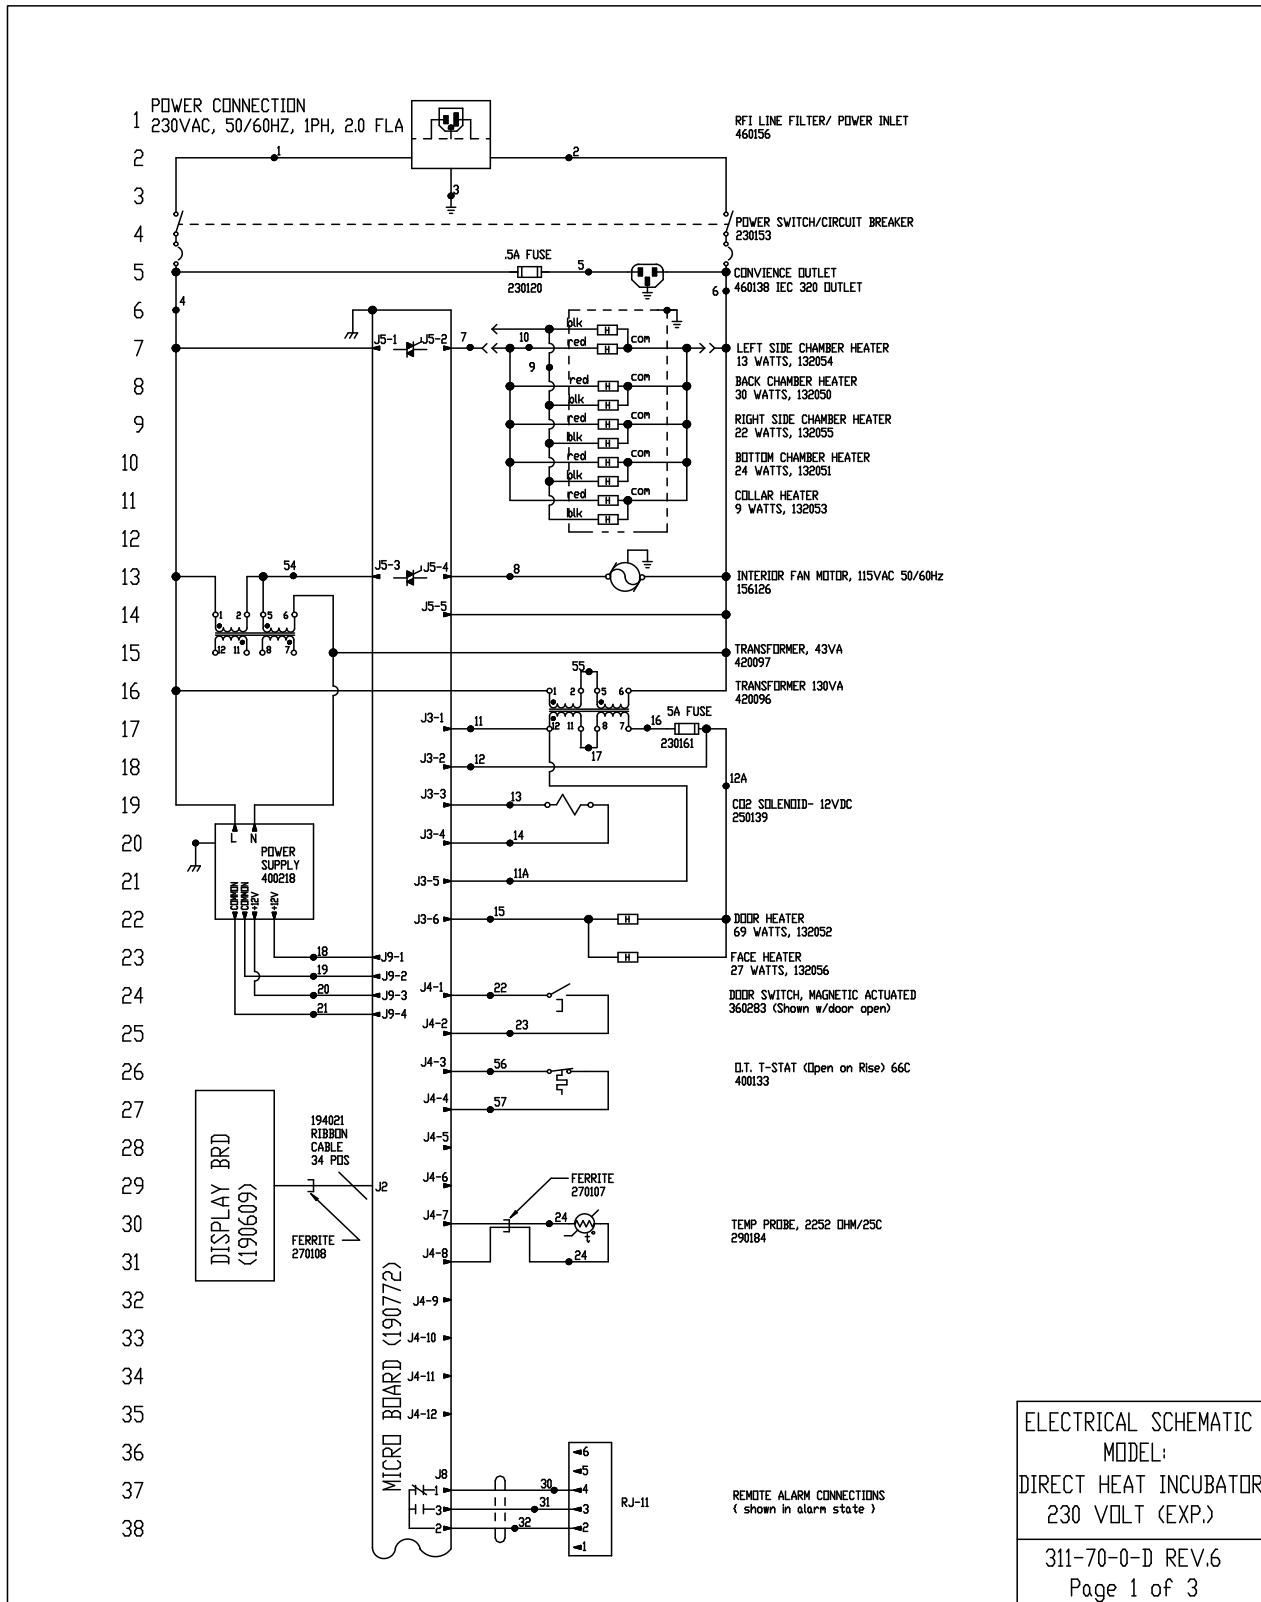 1 POWER CONNECTION
230VAC, 50/60HZ, 1PH, 2.0 FLA
RFI LINE FILTER/ POWER INLET
460156
2 1 2
3 3
4 POWER SWITCH/CIRCUIT BREAKER
230153
5 .5A FUSE
230120
5
CONVIENCE OUTLET
460138 IEC 320 OUTLET
6 4 6
blk
7 J5-1 J5-2 7 10 red com
LEFT SIDE CHAMBER HEATER
13 WATTS, 132054
9
8 red com
blk
BACK CHAMBER HEATER
30 WATTS, 132050
9 red com
blk
RIGHT SIDE CHAMBER HEATER
22 WATTS, 132055
10 red com
blk
BOTTOM CHAMBER HEATER
24 WATTS, 132051
11 red com
blk
COLLAR HEATER
9 WATTS, 132053
H H H H H H H H H H
12
13 54 J5-3 J5-4 8
INTERIOR FAN MOTOR, 115VAC 50/60Hz
156126
14 1 2 5 6 J5-5
15 12 11 8 7
TRANSFORMER, 43VA
420097
16 55
1 2 5 6
TRANSFORMER 130VA
420096
17 J3-1 11 12 11 8 7 16
5A FUSE
230161
17
18 J3-2 12
12A
19 J3-3 13
CO2 SOLENOID- 12VDC
250139
20 L N J3-4 14
POWER
SUPPLY
400218
21 J3-5 11A
COMMON
COMMON
+12V
+12V
22 J3-6 15 H
DOOR HEATER
69 WATTS, 132052
23 18 J9-1 H
FACE HEATER
27 WATTS, 132056
19 J9-2
24 20 J9-3 J4-1 22
DOOR SWITCH, MAGNETIC ACTUATED
360283 (Shown w/door open)
21 J9-4
25 J4-2 23
26 J4-3 56
O.T. T-STAT (Open on Rise) 66C
400133
27 J4-4 57
28 J4-5
194021
RIBBON
CABLE
34 POS
29 J2 J4-6
FERRITE
270107
DISPLAY BRD
(190609)
30 J4-7 24 t°
TEMP PROBE, 2252 OHM/25C
290184
FERRITE
270108
31 J4-8 24
32 J4-9
33 J4-10
34 J4-11
35 J4-12
MICRO BOARD (190772)
36 6
5
37 J8 1 30 4
REMOTE ALARM CONNECTIONS
( shown in alarm state )
3 31 3 RJ-11
38 2 32 2
1
ELECTRICAL SCHEMATIC
MODEL:
DIRECT HEAT INCUBATOR
230 VOLT (EXP.)
311-70-0-D REV.6
Page 1 of 3